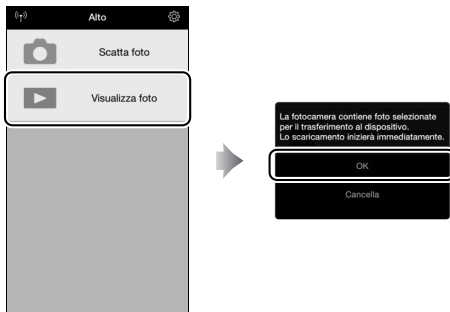 Alto
Scatta foto
Visualizza foto
La fotocamera contiene foto selezionate
per il trasferimento al dispositivo.
Lo scaricamento inizierà immediatamente.
OK
Cancella